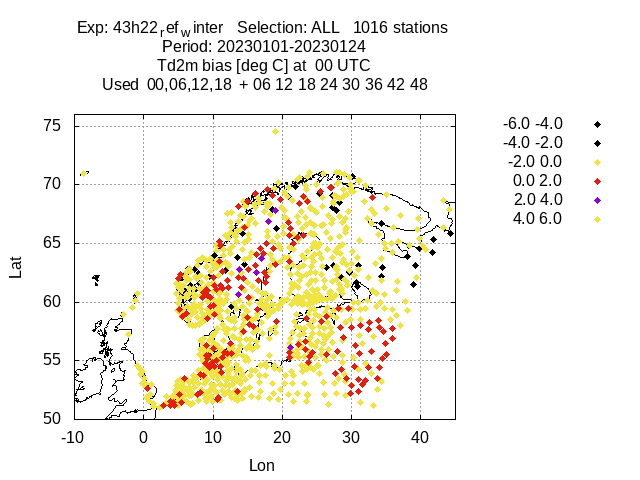 Exp: 43h22refwinter   Selection: ALL   1016 stations
Period: 20230101-20230124
Td2m bias [deg C] at  00 UTC
Used  00,06,12,18  + 06 12 18 24 30 36 42 48
-6.0 -4.0
-4.0 -2.0
-2.0 0.0
0.0 2.0
2.0 4.0
4.0 6.0
75
70
65
60
55
50
Lat
-10 0 10 20 30 40
Lon